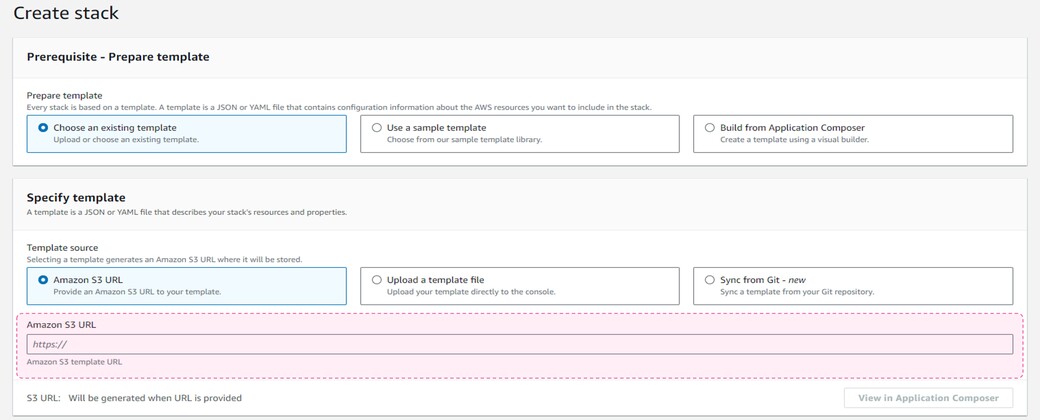 Create stack
Prerequisite - Prepare template
Prepare template
Every stack is based on a template. A template is a JSON or YAML file that contains configuration information about the AWS resources you want to include in the stack.
Choose an existing template
Upload or choose an existing template.
Use a sample template
Choose from our sample template library.
Build from Application Composer
Create a template using a visual builder.
Specify template
A template is a JSON or YAML file that describes your stack's resources and properties.
Template source
Selecting a template generates an Amazon S3 URL where it will be stored.
Amazon S3 URL
Provide an Amazon S3 URL to your template.
Upload a template file
Upload your template directly to the console.
Sync from Git - new
Sync a template from your Git repository.
Amazon S3 URL
https://
Amazon S3 template URL
S3 URL: Will be generated when URL is provided
View in Application Composer